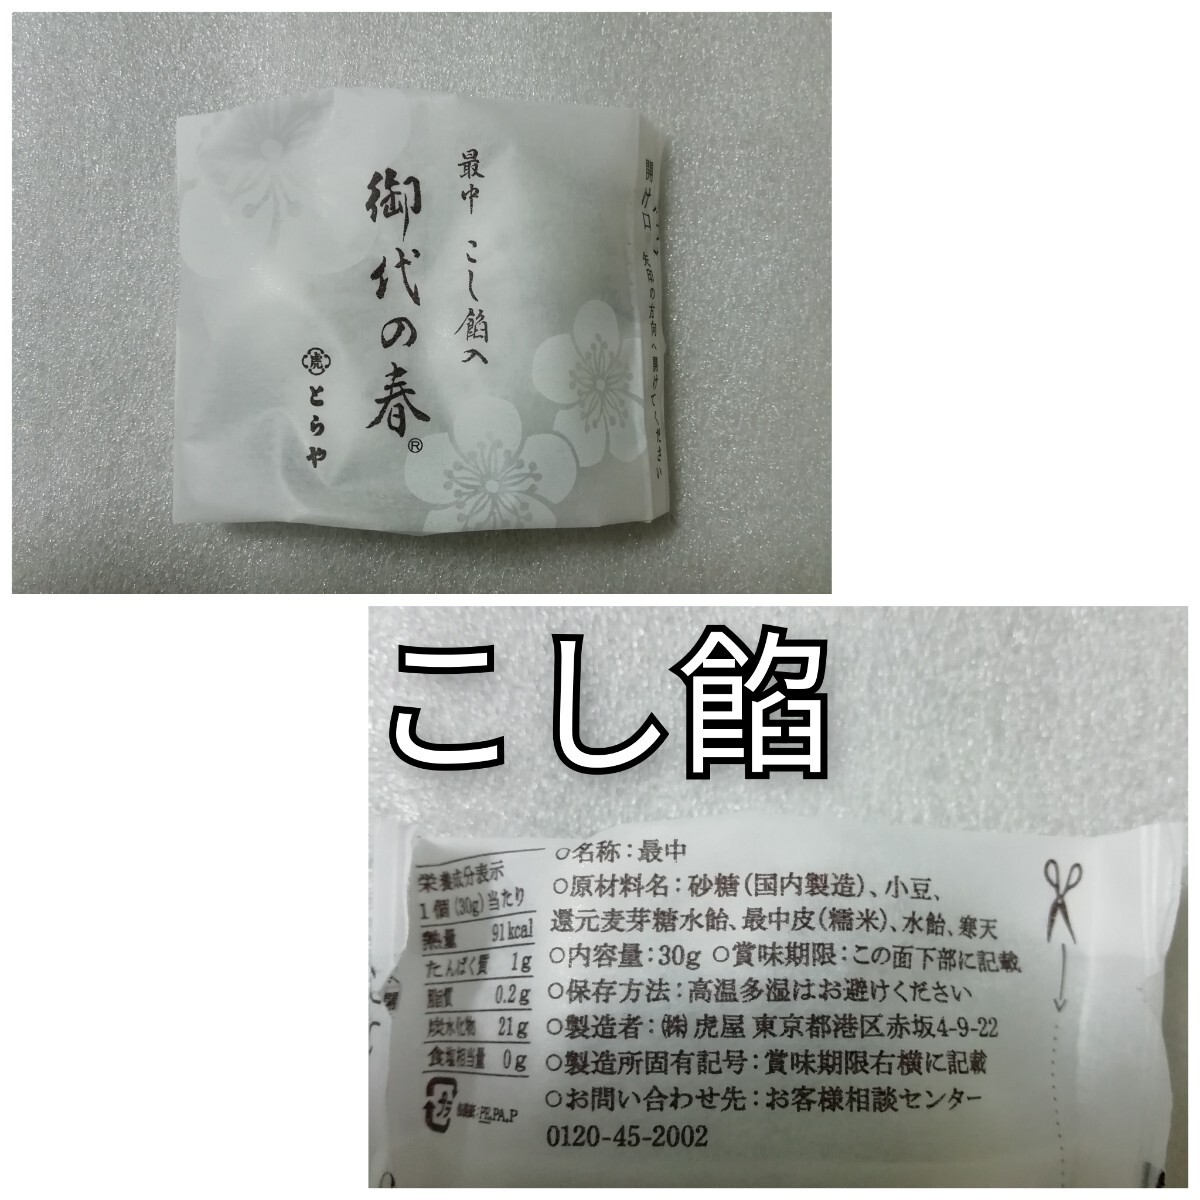 最中 こし餡入
御代の春®
虎 とらや
開け口 矢印の方向へ開けてください
こし餡
栄養成分表示
1個(30g)当たり
熱量 91kcal
たんぱく質 1g
脂質 0.2g
炭水化物 21g
食塩相当量 0g
プラ
PE,PA,P
○名称：最中
○原材料名：砂糖(国内製造)、小豆、
還元麦芽糖水飴、最中皮(糯米)、水飴、寒天
○内容量：30g ○賞味期限：この面下部に記載
○保存方法：高温多湿はお避けください
○製造者：㈱虎屋 東京都港区赤坂4-9-22
○製造所固有記号：賞味期限右横に記載
○お問い合わせ先：お客様相談センター
0120-45-2002